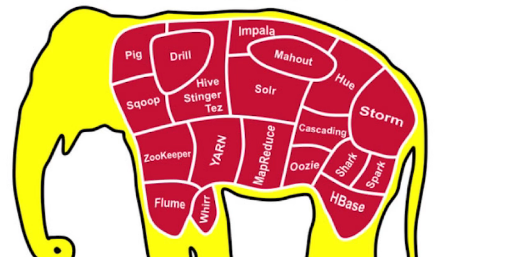 Impala
Pig
Drill
Mahout
Hue
Hive
Stinger
Tez
Solr
Sqoop
Storm
Cascading
ZooKeeper
YARN
MapReduce
Oozie
Shark
Spark
Flume
Whirr
HBase